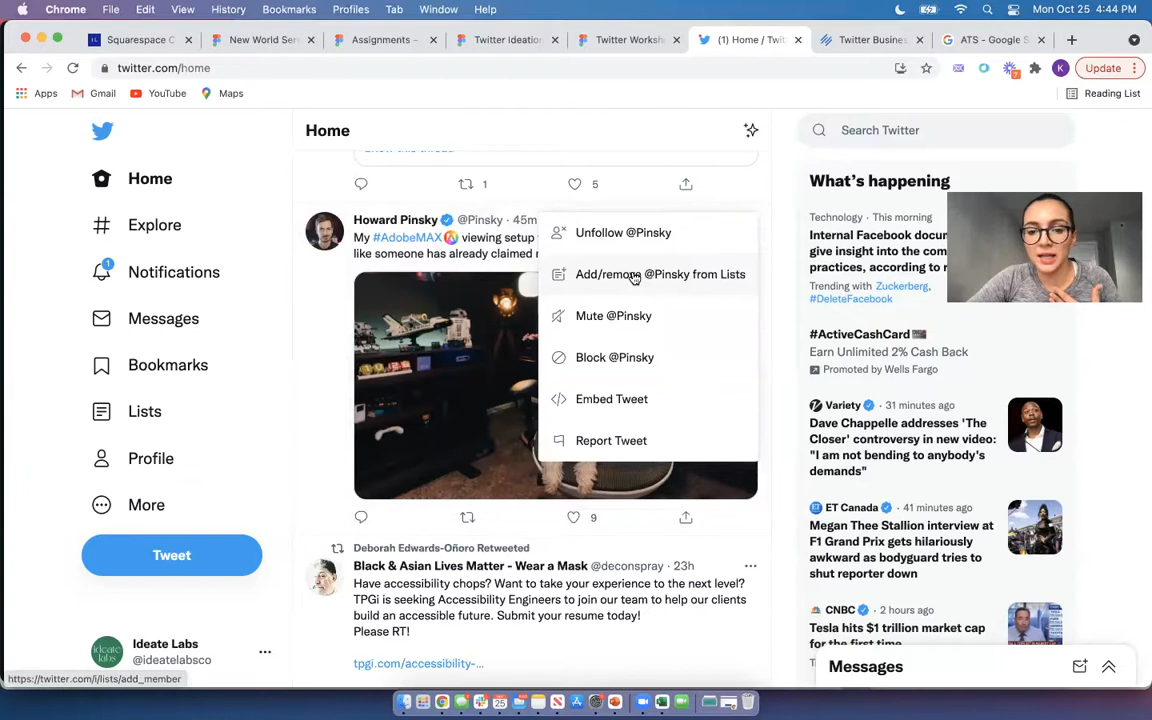 Chrome File Edit View History Bookmarks Profiles Tab Window Help Mon Oct 25 4:44 PM
Squarespace C New World Ser Assignments – Twitter Ideation Twitter Worksh (1) Home / Twit Twitter Busine ATS - Google S
twitter.com/home K Update
Apps Gmail YouTube Maps Reading List
Home
Explore
1
Notifications
Messages
Bookmarks
Lists
Profile
More
Tweet
Ideate Labs
@ideatelabsco
https://twitter.com/i/lists/add_member
Home
1 5
Howard Pinsky @Pinsky · 45m
My #AdobeMAX viewing setup
like someone has already claimed
Unfollow @Pinsky
Add/remove @Pinsky from Lists
Mute @Pinsky
Block @Pinsky
Embed Tweet
Report Tweet
9
Deborah Edwards-Oñoro Retweeted
Black & Asian Lives Matter - Wear a Mask @deconspray · 23h
Have accessibility chops? Want to take your experience to the next level?
TPGi is seeking Accessibility Engineers to join our team to help our clients
build an accessible future. Submit your resume today!
Please RT!
tpgi.com/accessibility-...
Search Twitter
What's happening
Technology · This morning
Internal Facebook docu
give insight into the com
practices, according to
Trending with Zuckerberg,
#DeleteFacebook
#ActiveCashCard
Earn Unlimited 2% Cash Back
Promoted by Wells Fargo
Variety · 31 minutes ago
Dave Chappelle addresses 'The
Closer' controversy in new video:
"I am not bending to anybody's
demands"
ET Canada · 41 minutes ago
Megan Thee Stallion interview at
F1 Grand Prix gets hilariously
awkward as bodyguard tries to
shut reporter down
CNBC · 2 hours ago
Tesla hits $1 trillion market cap
for the first time
Messages